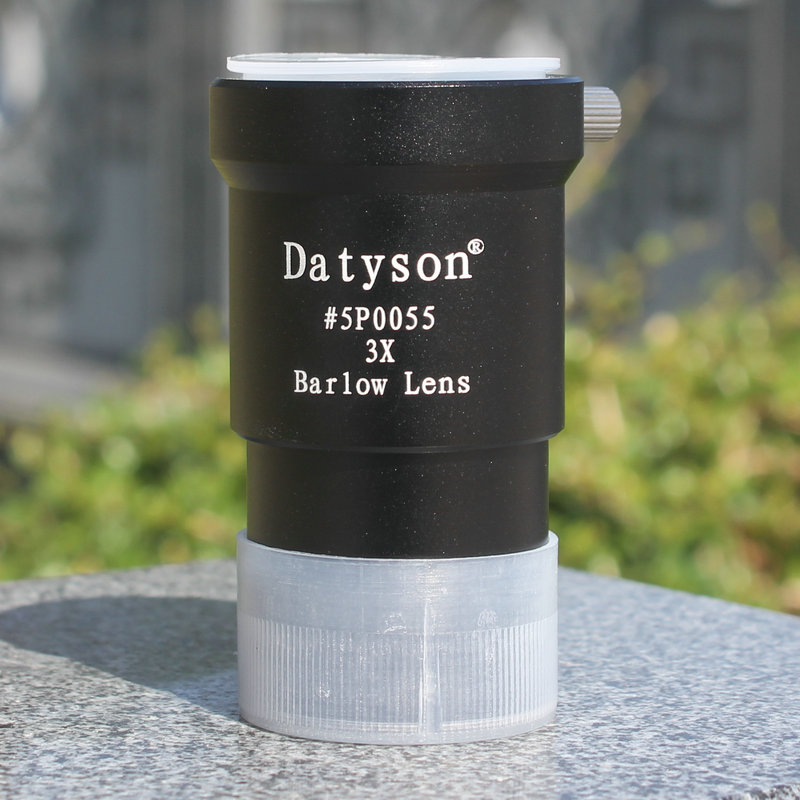 Datyson®
#5P0055
3X
Barlow Lens